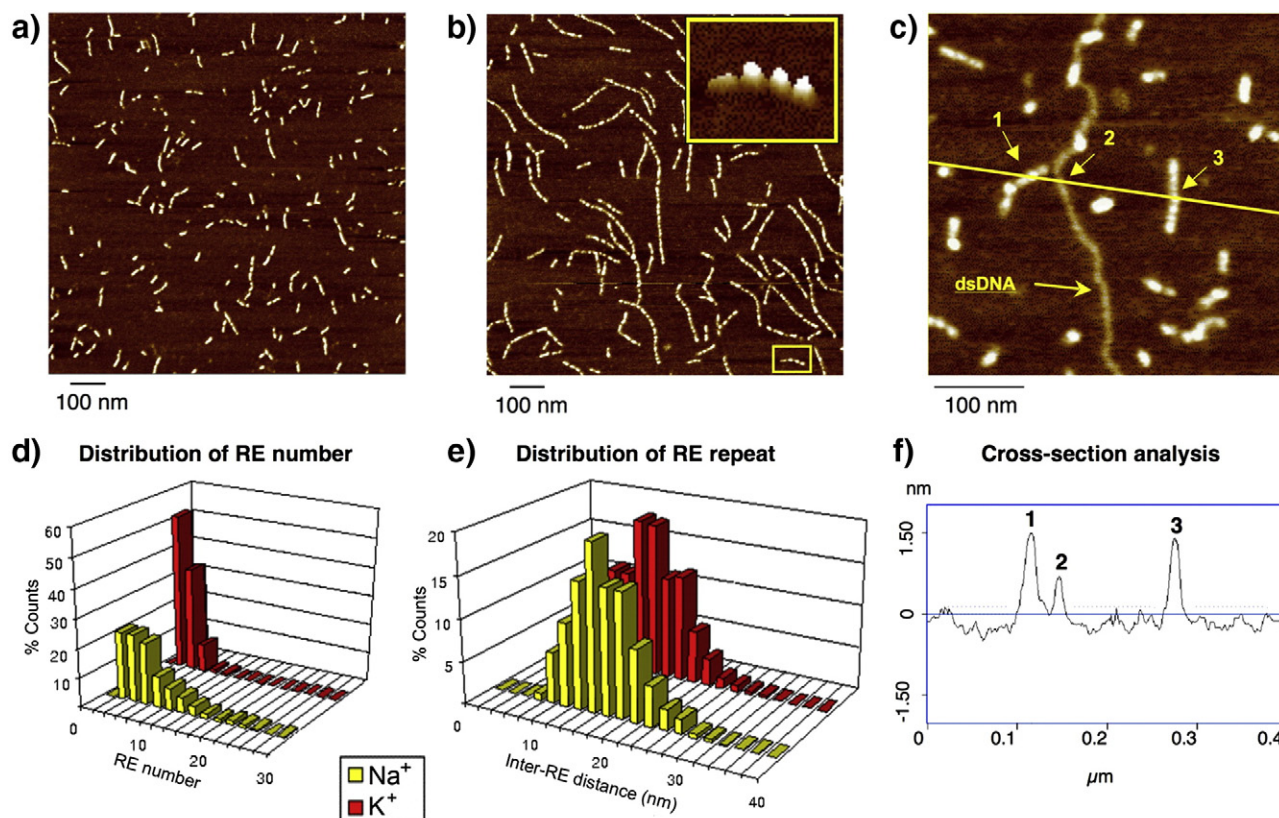 a)
100 nm
b)
100 nm
c)
1
2
3
dsDNA
100 nm
d) Distribution of RE number
% Counts
60
50
40
30
20
10
0
10
20
30
RE number
Na+
K+
e) Distribution of RE repeat
% Counts
20
15
10
5
0
10
20
30
40
Inter-RE distance (nm)
f) Cross-section analysis
nm
1.50
0
-1.50
1
2
3
0
0.1
0.2
0.3
0.4
µm